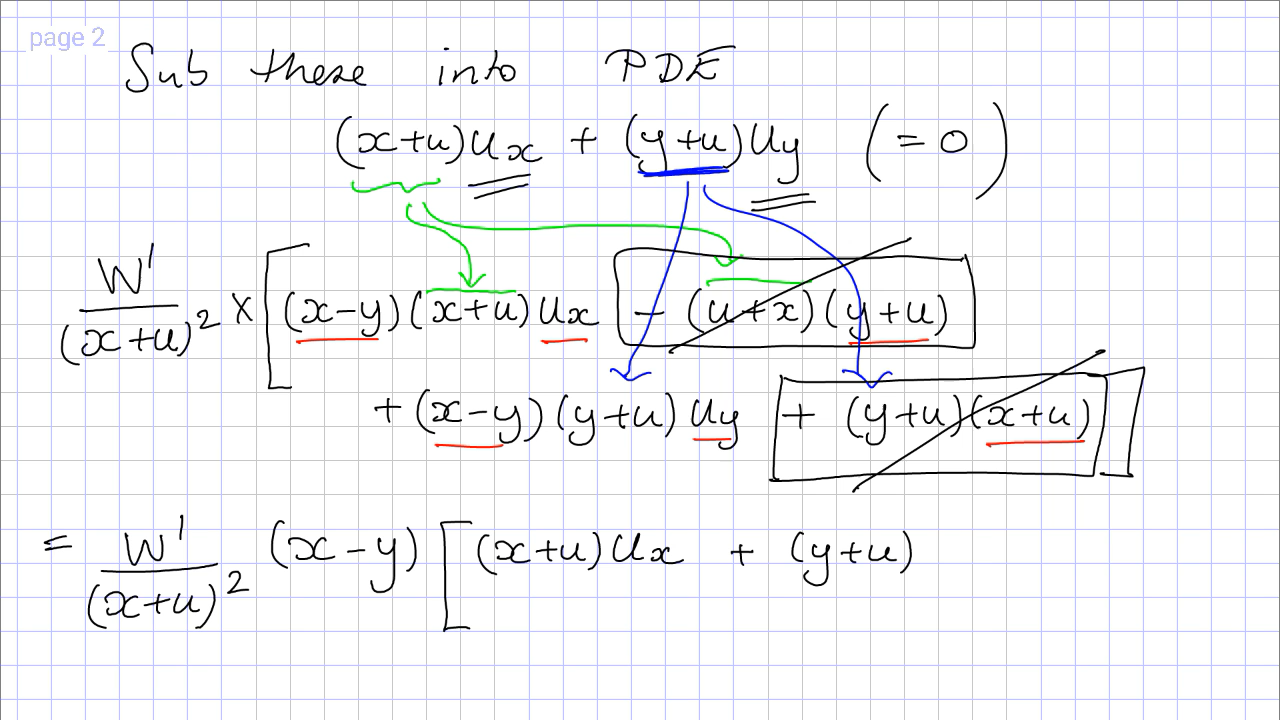 page 2
Sub these into PDE
(x+u)Ux + (y+u)Uy (= 0)
W'/(x+u)² × [(x-y)(x+u)Ux - (u+x)(y+u)
+ (x-y)(y+u)Uy + (y+u)(x+u)]
= W'/(x+u)² (x-y) [(x+u)Ux + (y+u)